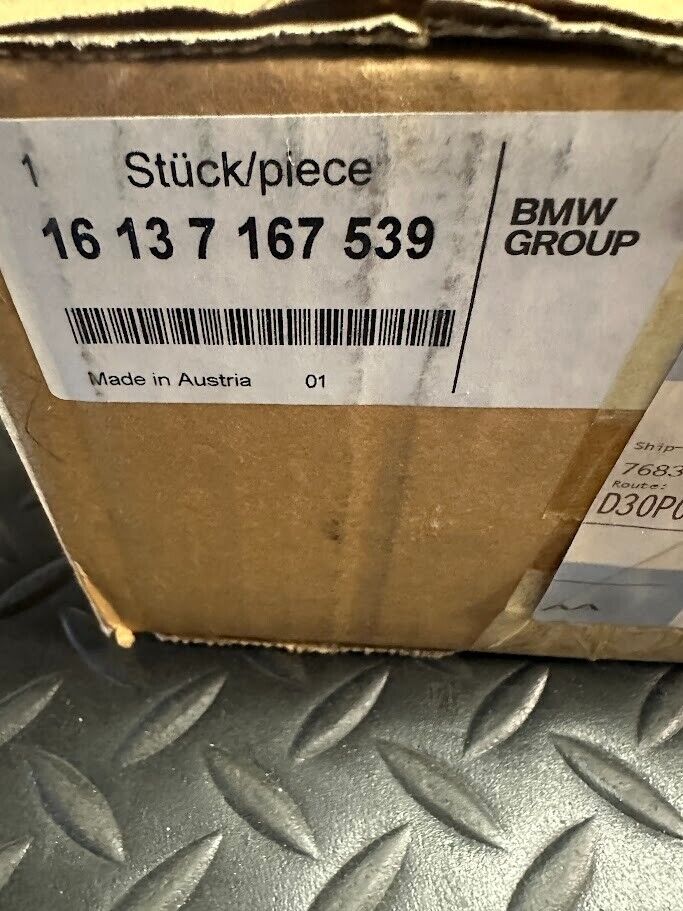 1 Stück/piece
16 13 7 167 539
BMW
GROUP
Made in Austria 01
Ship-
7683
Route:
D30P0